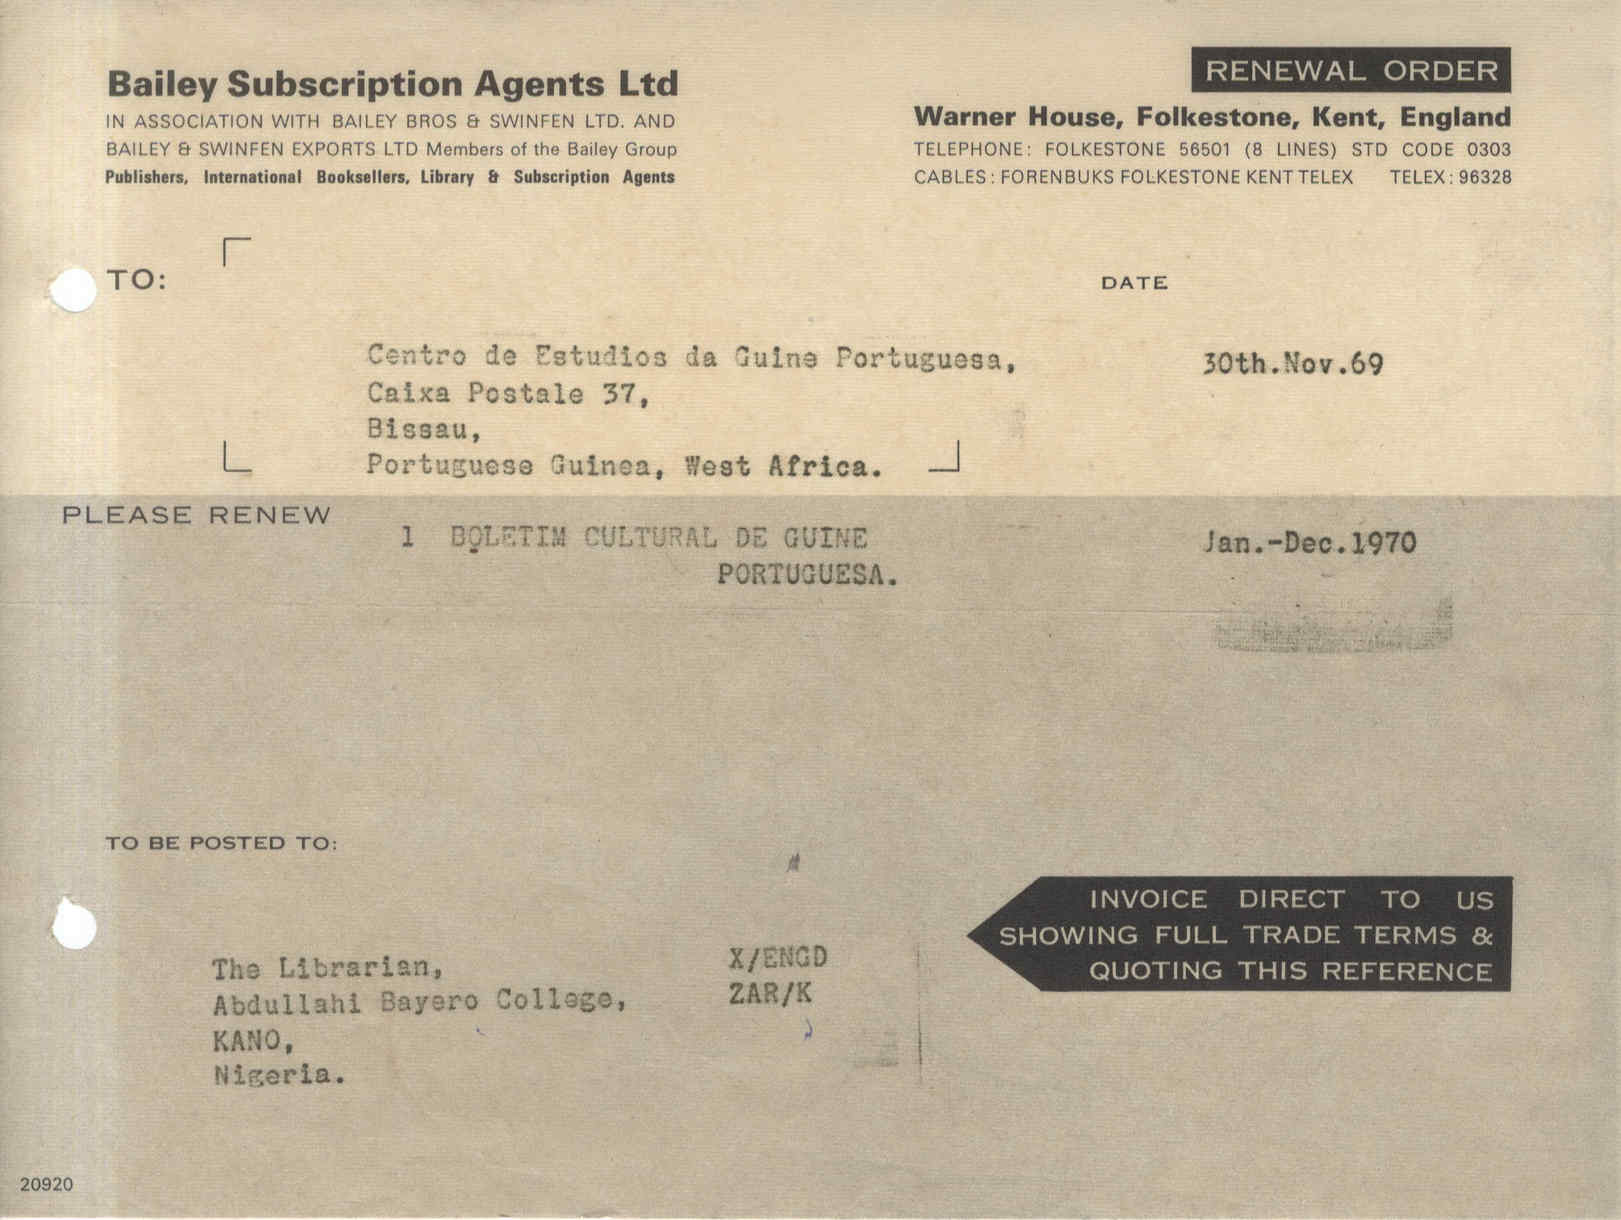 RENEWAL ORDER
Bailey Subscription Agents Ltd
IN ASSOCIATION WITH BAILEY BROS & SWINFEN LTD. AND
BAILEY & SWINFEN EXPORTS LTD Members of the Bailey Group
Publishers, International Booksellers, Library & Subscription Agents
Warner House, Folkestone, Kent, England
TELEPHONE: FOLKESTONE 56501 (8 LINES) STD CODE 0303
CABLES: FORENBUKS FOLKESTONE KENT TELEX TELEX: 96328
TO:
DATE
Centro de Estudios da Guine Portuguesa,
Caixa Postale 37,
Bissau,
Portuguese Guinea, West Africa.
30th.Nov.69
PLEASE RENEW
1 BOLETIM CULTURAL DE GUINE
PORTUGUESA.
Jan.-Dec.1970
TO BE POSTED TO:
The Librarian,
Abdullahi Bayero College,
KANO,
Nigeria.
X/ENGD
ZAR/K
INVOICE DIRECT TO US
SHOWING FULL TRADE TERMS &
QUOTING THIS REFERENCE
20920